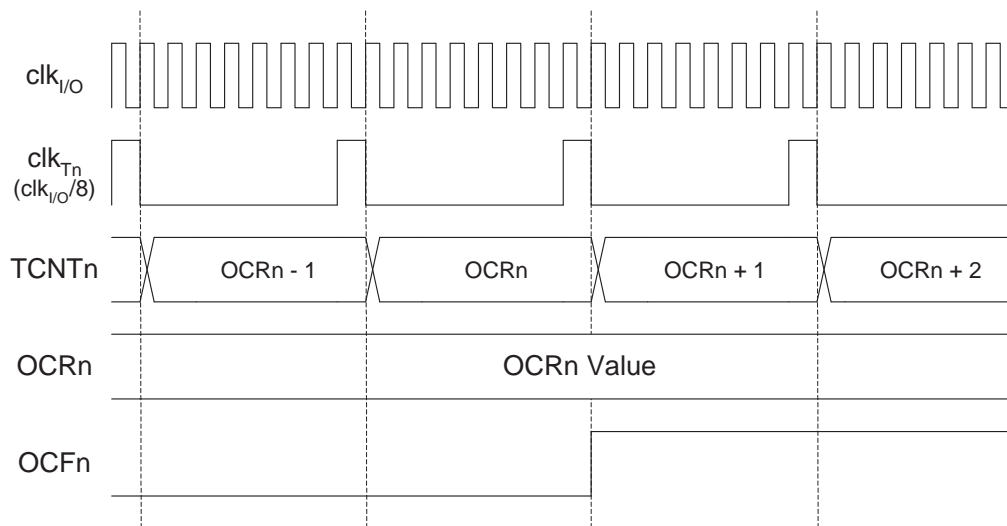 clkI/O
clkTn
(clkI/O/8)
TCNTn
OCRn - 1
OCRn
OCRn + 1
OCRn + 2
OCRn
OCRn Value
OCFn